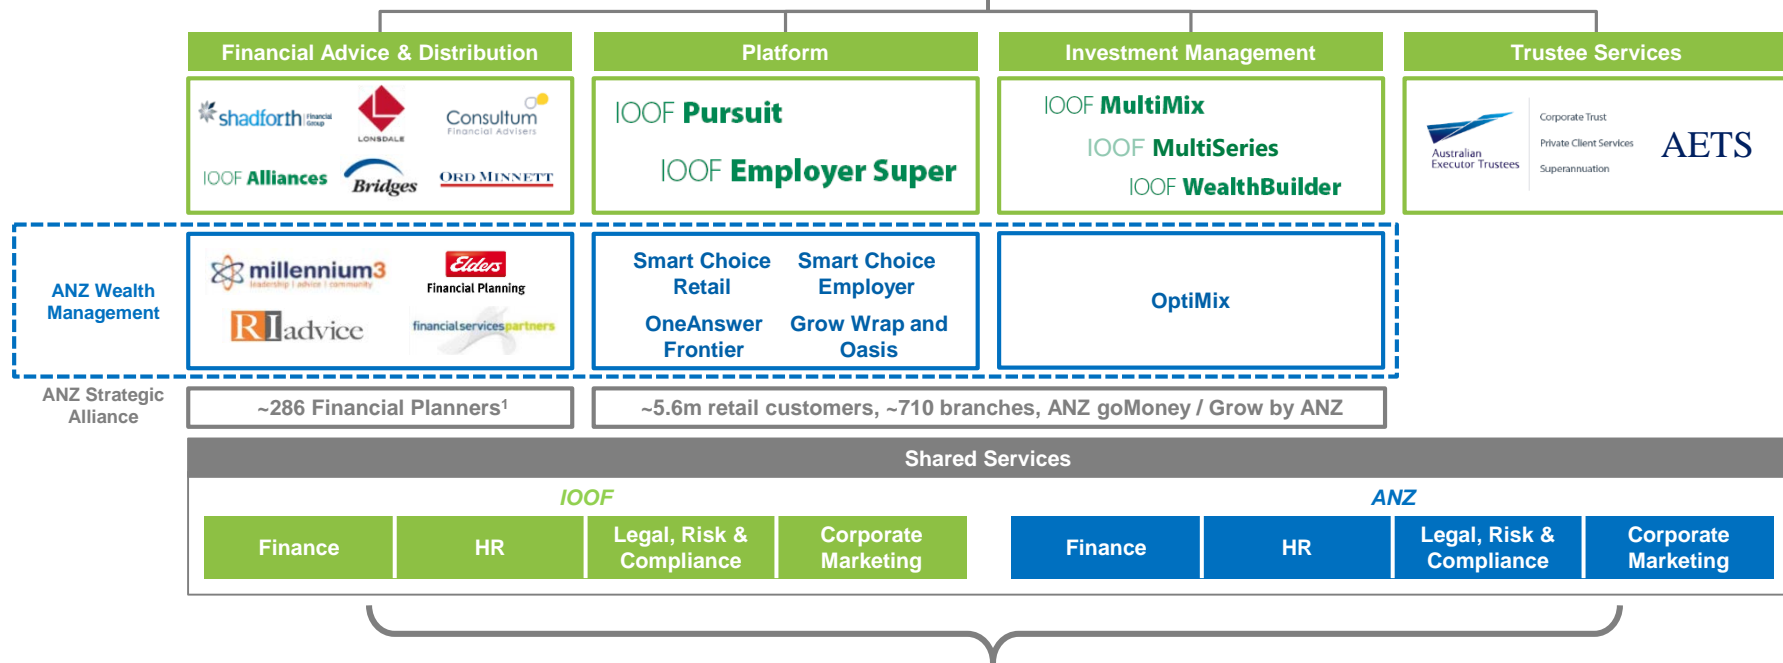 Financial Advice & Distribution
Platform
Investment Management
Trustee Services
shadforth Financial Group
LONSDALE
Consultum
Financial Advisers
IOOF Alliances
Bridges
ORD MINNETT
IOOF Pursuit
IOOF Employer Super
IOOF MultiMix
IOOF MultiSeries
IOOF WealthBuilder
Australian
Executor Trustees
Corporate Trust
Private Client Services
Superannuation
AETS
ANZ Wealth
Management
millennium3
leadership | advice | community
Elders
Financial Planning
RI advice
financialservicespartners
Smart Choice
Retail
Smart Choice
Employer
OneAnswer
Frontier
Grow Wrap and
Oasis
OptiMix
ANZ Strategic
Alliance
~286 Financial Planners¹
~5.6m retail customers, ~710 branches, ANZ goMoney / Grow by ANZ
Shared Services
IOOF
ANZ
Finance
HR
Legal, Risk &
Compliance
Corporate
Marketing
Finance
HR
Legal, Risk &
Compliance
Corporate
Marketing